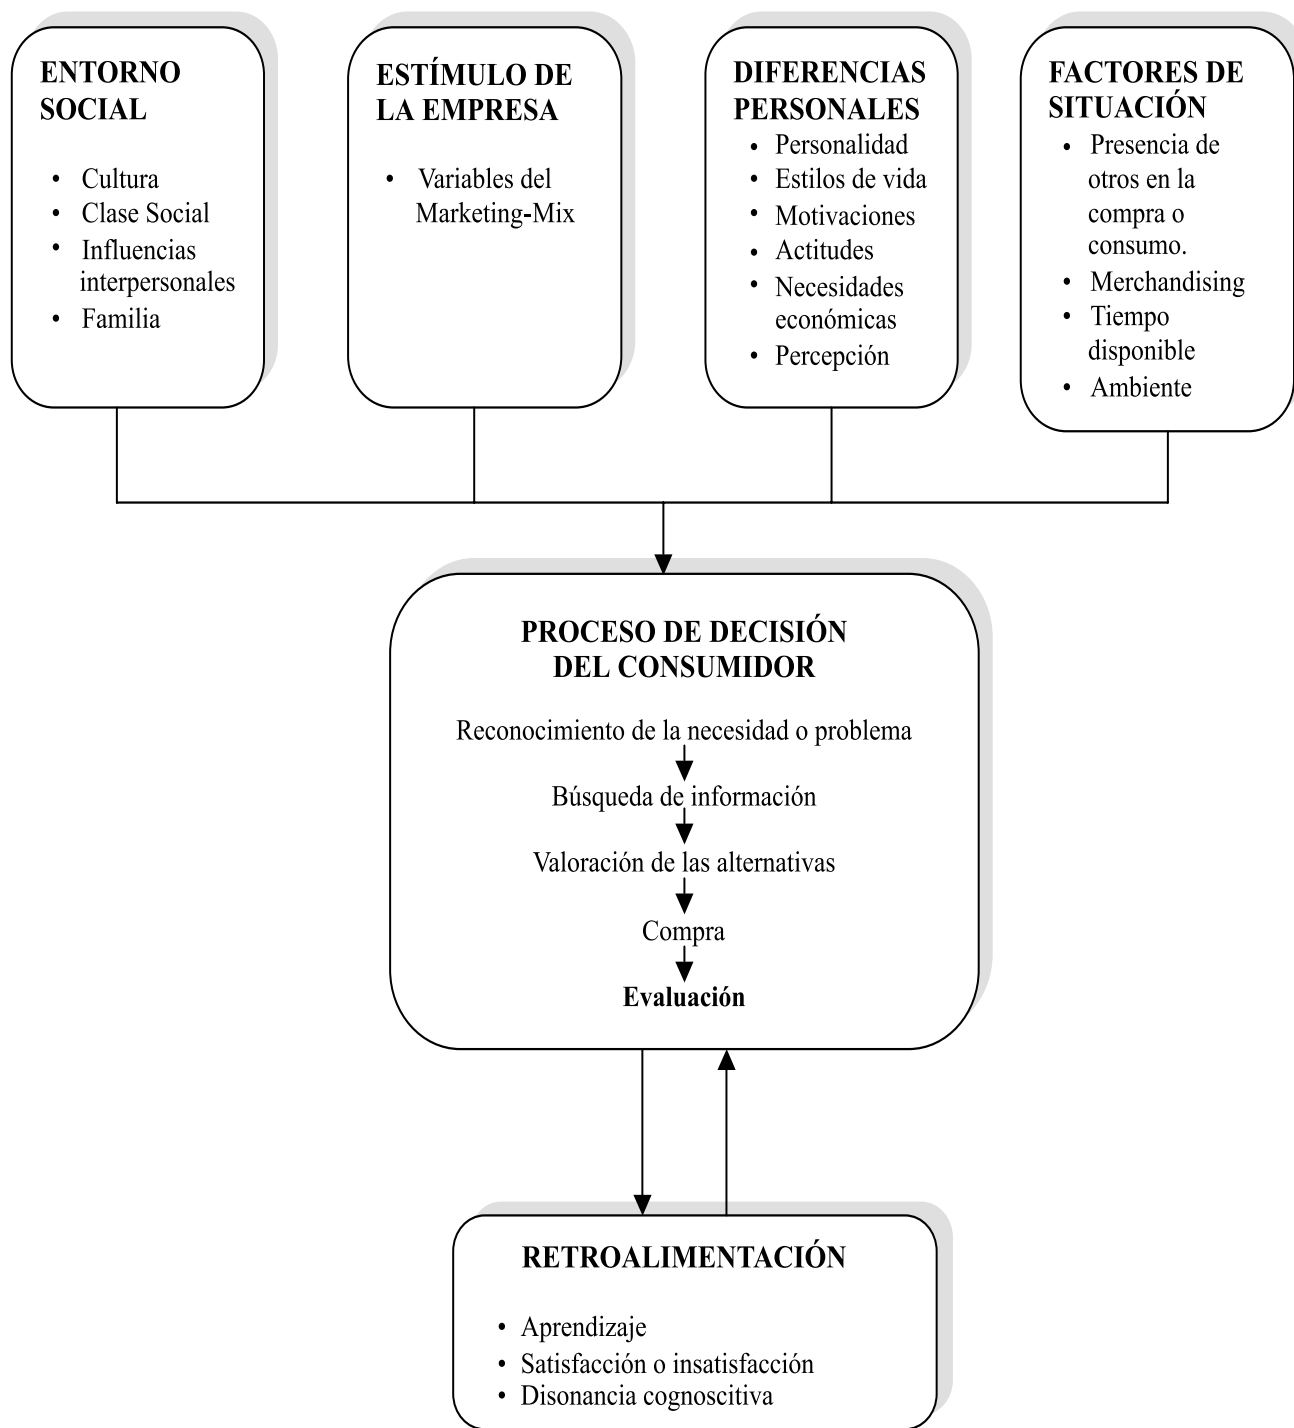 ENTORNO
SOCIAL
• Cultura
• Clase Social
• Influencias
interpersonales
• Familia
ESTÍMULO DE
LA EMPRESA
• Variables del
Marketing-Mix
DIFERENCIAS
PERSONALES
• Personalidad
• Estilos de vida
• Motivaciones
• Actitudes
• Necesidades
económicas
• Percepción
FACTORES DE
SITUACIÓN
• Presencia de
otros en la
compra o
consumo.
• Merchandising
• Tiempo
disponible
• Ambiente
PROCESO DE DECISIÓN
DEL CONSUMIDOR
Reconocimiento de la necesidad o problema
Búsqueda de información
Valoración de las alternativas
Compra
Evaluación
RETROALIMENTACIÓN
• Aprendizaje
• Satisfacción o insatisfacción
• Disonancia cognoscitiva